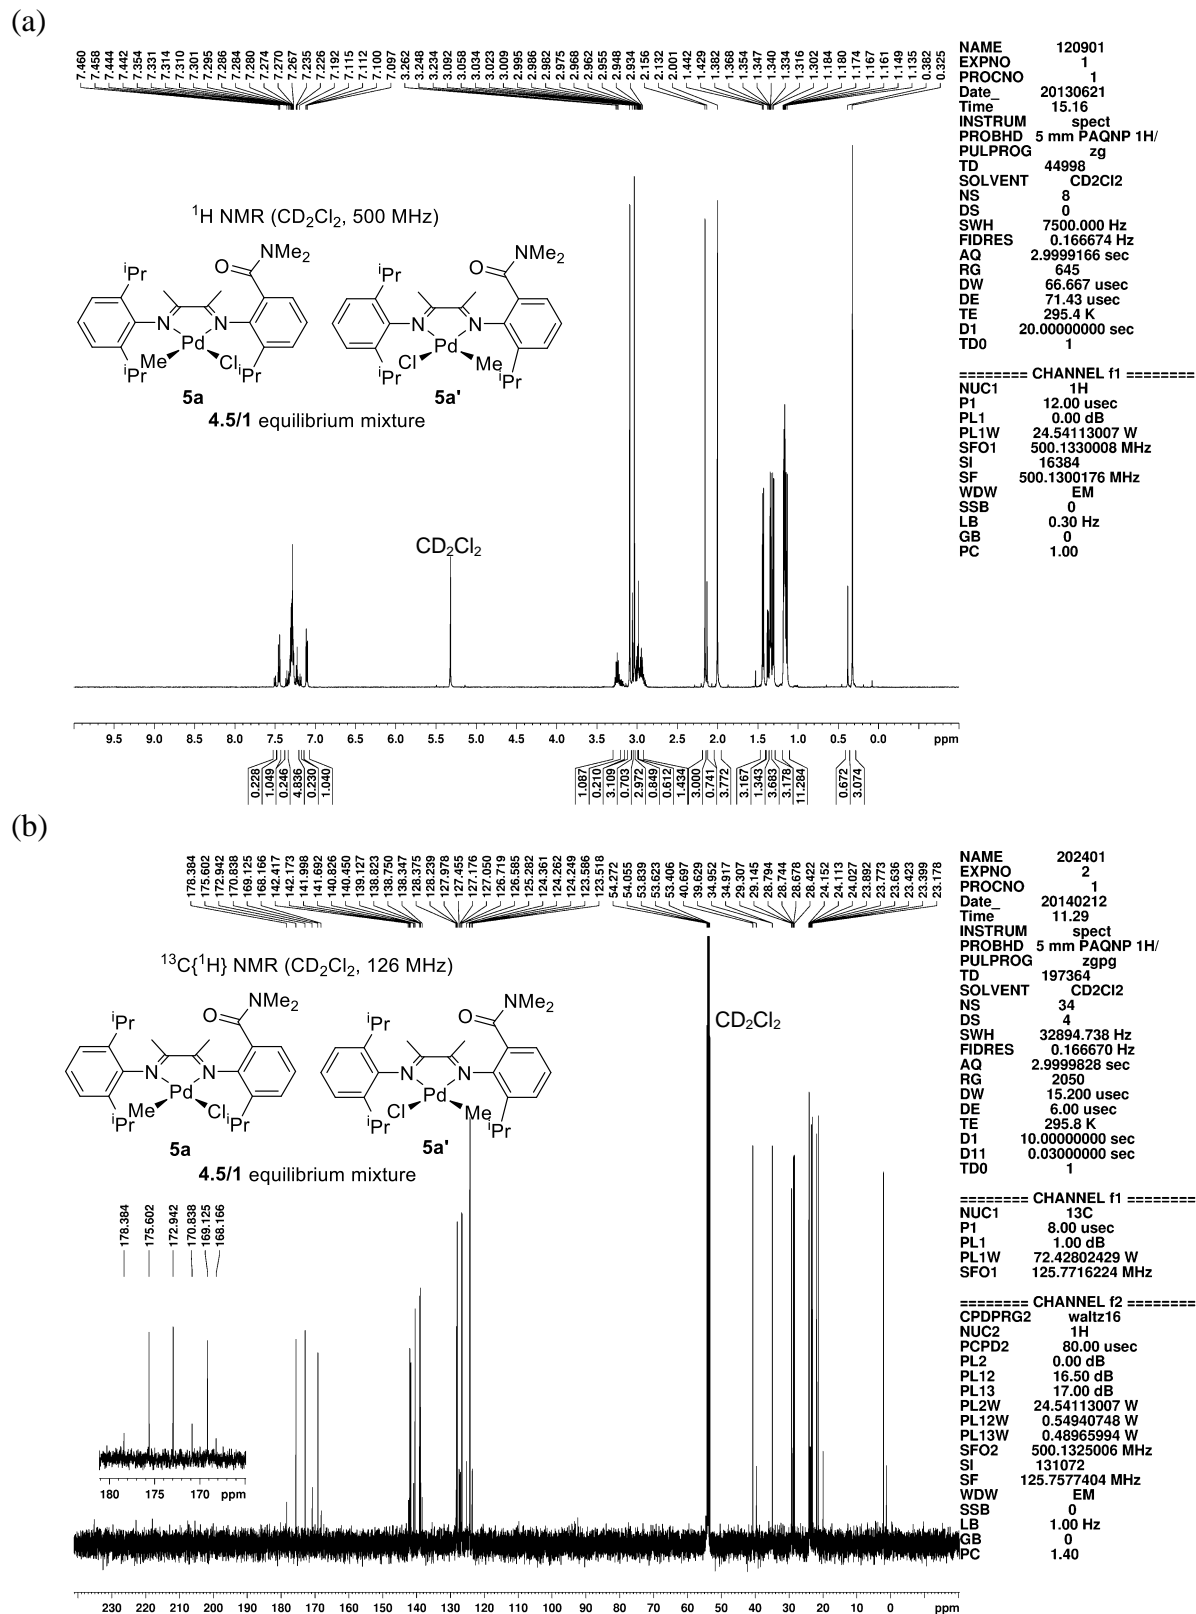 (a)
7.460 7.458 7.444 7.442 7.354 7.331 7.314 7.310 7.301 7.295 7.286 7.284 7.280 7.274 7.270 7.267 7.235 7.226 7.192 7.115 7.112 7.100 7.097 3.262 3.248 3.234 3.092 3.058 3.034 3.023 3.009 2.995 2.986 2.982 2.975 2.968 2.962 2.955 2.948 2.934 2.156 2.132 2.001 1.442 1.429 1.382 1.368 1.354 1.347 1.340 1.334 1.316 1.302 1.184 1.180 1.174 1.167 1.161 1.149 1.135 0.382 0.325
NAME 120901
EXPNO 1
PROCNO 1
Date_ 20130621
Time 15.16
INSTRUM spect
PROBHD 5 mm PAQNP 1H/
PULPROG zg
TD 44998
SOLVENT CD2Cl2
NS 8
DS 0
SWH 7500.000 Hz
FIDRES 0.166674 Hz
AQ 2.9999166 sec
RG 645
DW 66.667 usec
DE 71.43 usec
TE 295.4 K
D1 20.00000000 sec
TD0 1
======== CHANNEL f1 ========
NUC1 1H
P1 12.00 usec
PL1 0.00 dB
PL1W 24.54113007 W
SFO1 500.1330008 MHz
SI 16384
SF 500.1300176 MHz
WDW EM
SSB 0
LB 0.30 Hz
GB 0
PC 1.00
¹H NMR (CD₂Cl₂, 500 MHz)
NMe₂ NMe₂
O O
ⁱPr ⁱPr
N N N N
Pd Pd
Me Cl Cl Me
ⁱPr ⁱPr ⁱPr ⁱPr
5a 5a'
4.5/1 equilibrium mixture
CD₂Cl₂
9.5 9.0 8.5 8.0 7.5 7.0 6.5 6.0 5.5 5.0 4.5 4.0 3.5 3.0 2.5 2.0 1.5 1.0 0.5 0.0 ppm
0.228 1.049 0.246 4.836 0.230 1.040 1.087 0.210 3.109 0.703 2.972 0.849 0.612 1.434 3.000 0.741 3.772 3.167 1.343 3.683 3.178 11.284 0.672 3.074
(b)
178.384 175.602 172.942 170.838 169.125 168.166 142.417 142.173 141.998 141.692 140.826 140.450 139.127 138.823 138.750 138.347 128.375 128.239 127.978 127.455 127.176 127.050 126.719 126.585 125.282 124.361 124.262 124.249 123.586 123.518 54.272 54.055 53.839 53.623 53.406 40.697 39.629 34.952 34.917 29.307 29.145 28.794 28.744 28.678 28.422 24.152 24.113 24.027 23.892 23.773 23.636 23.423 23.399 23.178
NAME 202401
EXPNO 2
PROCNO 1
Date_ 20140212
Time 11.29
INSTRUM spect
PROBHD 5 mm PAQNP 1H/
PULPROG zgpg
TD 197364
SOLVENT CD2Cl2
NS 34
DS 4
SWH 32894.738 Hz
FIDRES 0.166670 Hz
AQ 2.9999828 sec
RG 2050
DW 15.200 usec
DE 6.00 usec
TE 295.8 K
D1 10.00000000 sec
D11 0.03000000 sec
TD0 1
======== CHANNEL f1 ========
NUC1 13C
P1 8.00 usec
PL1 1.00 dB
PL1W 72.42802429 W
SFO1 125.7716224 MHz
======== CHANNEL f2 ========
CPDPRG2 waltz16
NUC2 1H
PCPD2 80.00 usec
PL2 0.00 dB
PL12 16.50 dB
PL13 17.00 dB
PL2W 24.54113007 W
PL12W 0.54940748 W
PL13W 0.48965994 W
SFO2 500.1325006 MHz
SI 131072
SF 125.7577404 MHz
WDW EM
SSB 0
LB 1.00 Hz
GB 0
PC 1.40
¹³C{¹H} NMR (CD₂Cl₂, 126 MHz)
NMe₂ NMe₂
O O
ⁱPr ⁱPr
N N N N
Pd Pd
Me Cl Cl Me
ⁱPr ⁱPr ⁱPr ⁱPr
5a 5a'
4.5/1 equilibrium mixture
CD₂Cl₂
178.384 175.602 172.942 170.838 169.125 168.166
180 175 170 ppm
230 220 210 200 190 180 170 160 150 140 130 120 110 100 90 80 70 60 50 40 30 20 10 0 ppm